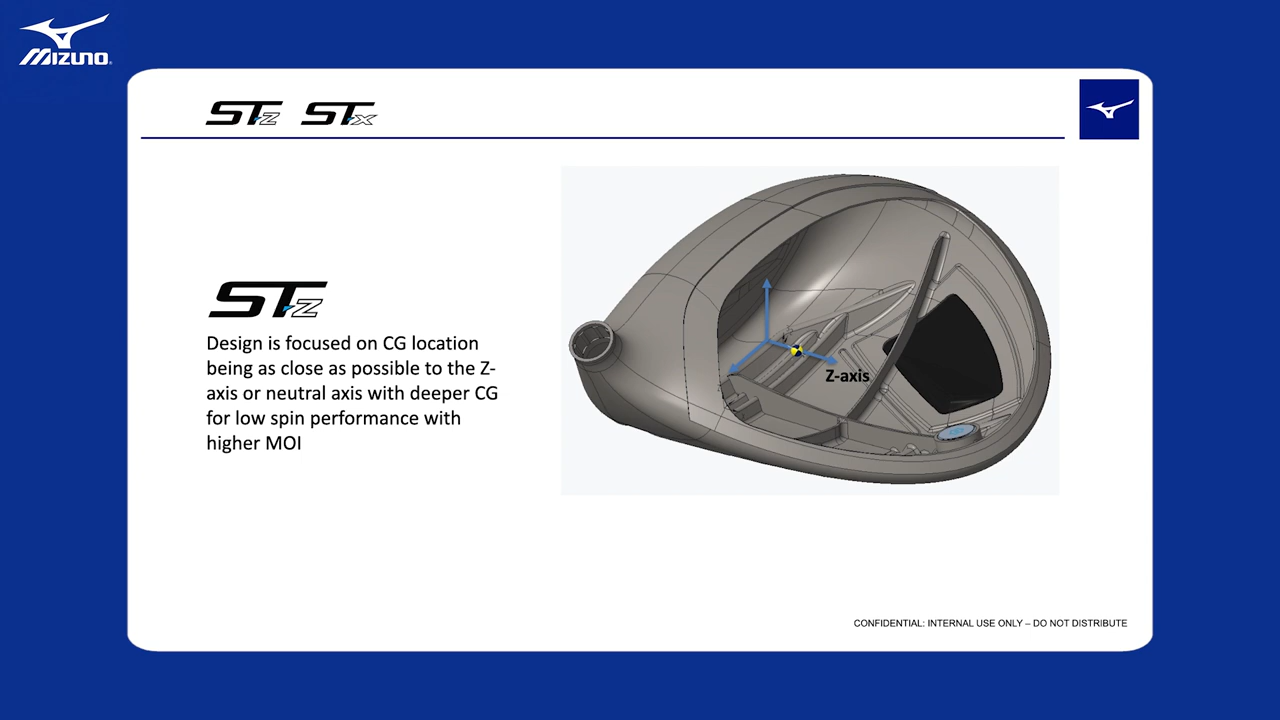 MIZUNO
STz STx
STz
Design is focused on CG location
being as close as possible to the Z-
axis or neutral axis with deeper CG
for low spin performance with
higher MOI
Z-axis
CONFIDENTIAL: INTERNAL USE ONLY – DO NOT DISTRIBUTE